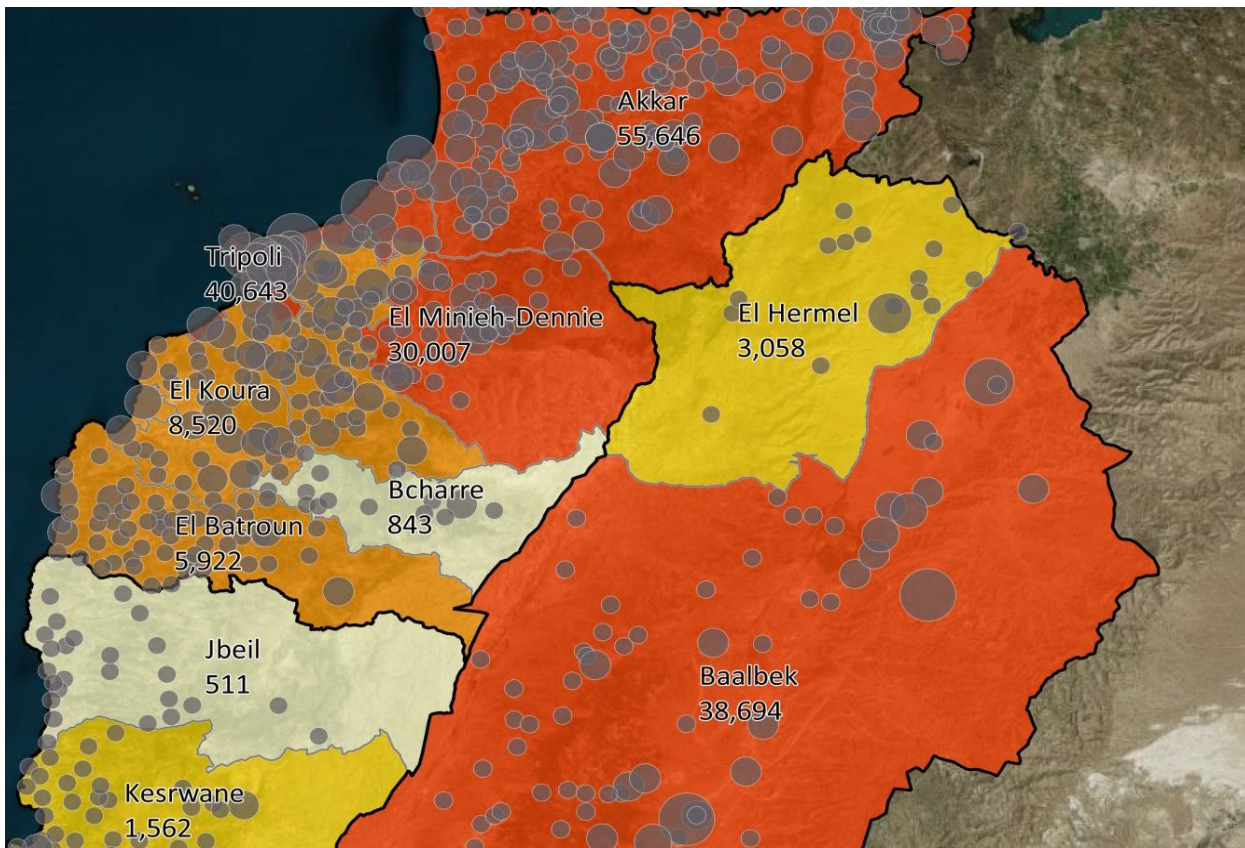 Akkar
55,646
Tripoli
40,643
El Minieh-Dennie
30,007
El Hermel
3,058
El Koura
8,520
Bcharre
843
El Batroun
5,922
Jbeil
511
Baalbek
38,694
Kesrwane
1,562